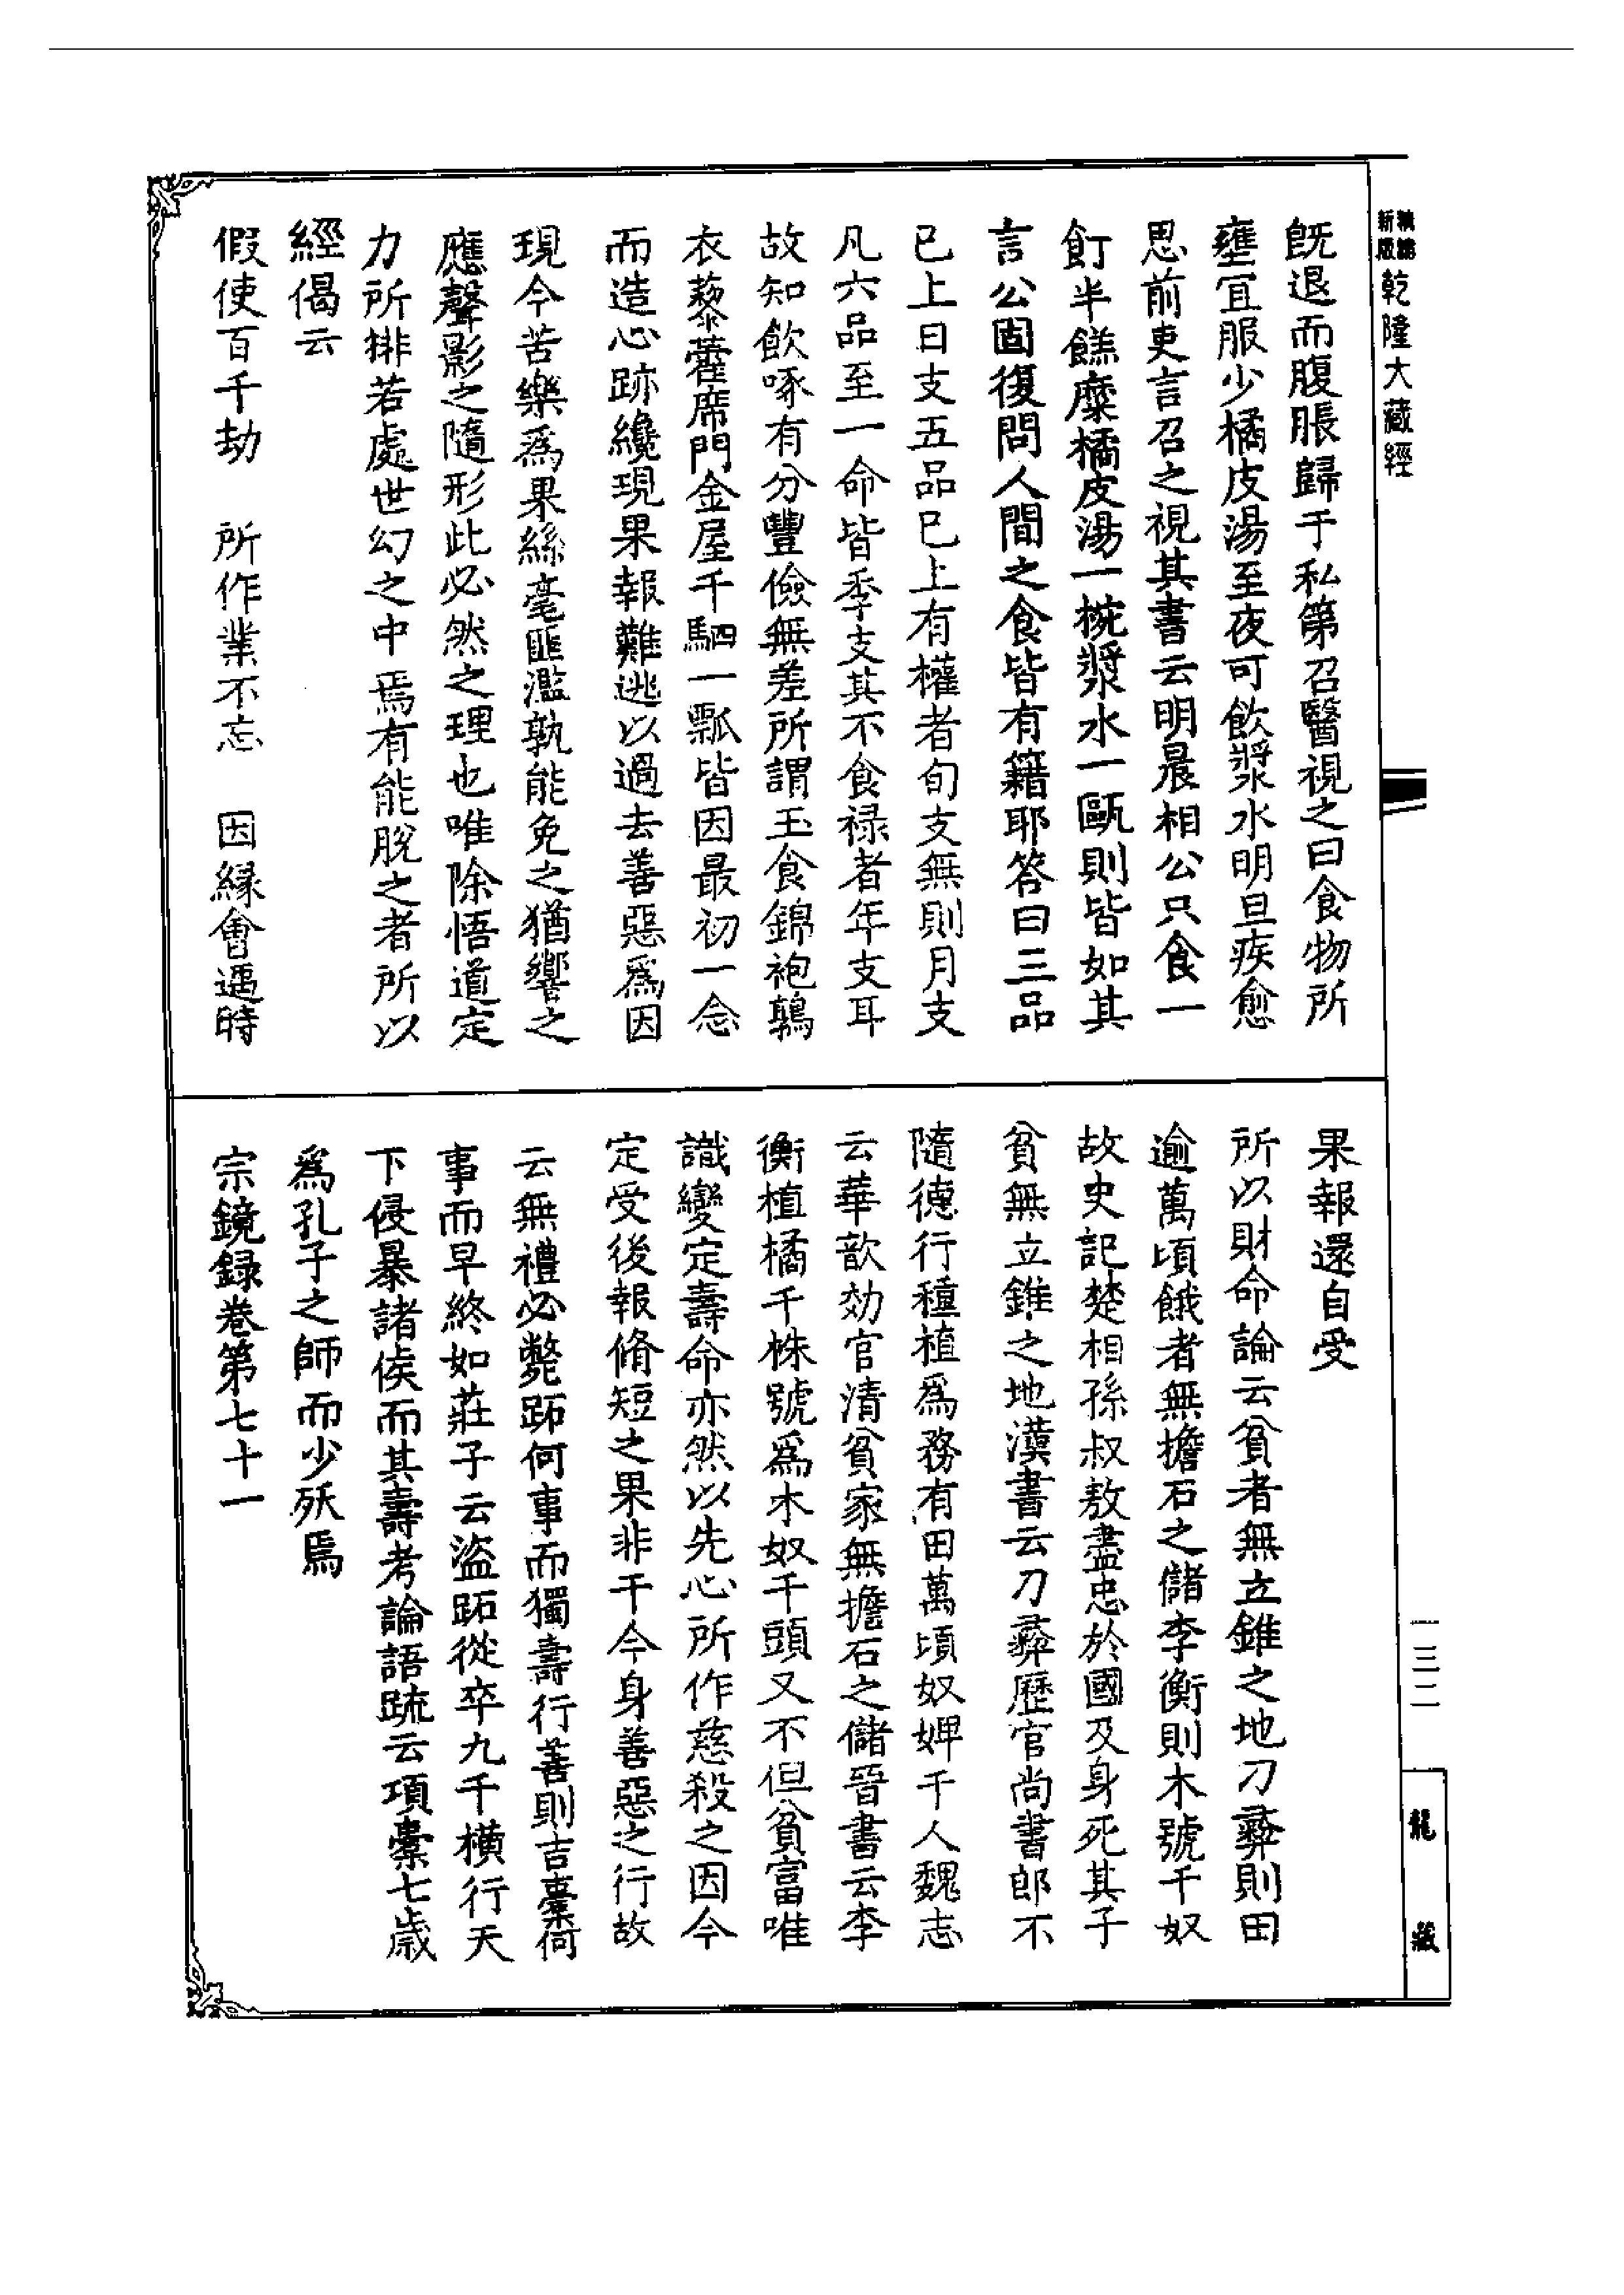 新版
精縮
乾隆大藏經
既退而腹脹歸于私第召醫視之曰食物所
壅宜服少橘皮湯至夜可飲漿水明旦疾愈
思前吏言召之視其書云明晨相公只食一
飣半餻糜橘皮湯一椀漿水一甌則皆如其
言公固復問人間之食皆有籍耶答曰三品
已上日支五品已上有權者旬支無則月支
凡六品至一命皆季支其不食祿者年支耳
故知飲啄有分豐儉無差所謂玉食錦袍鶉
衣藜藿席門金屋千駟一瓢皆因最初一念
而造心跡纔現果報難逃以過去善惡爲因
現今苦樂爲果絲毫匪濫孰能免之猶響之
應聲影之隨形此必然之理也唯除悟道定
力所排若處世幻之中焉有能脫之者所以
經偈云
假使百千劫　所作業不忘　因緣會遇時
果報還自受
所以財命論云貧者無立錐之地刀彝則田
逾萬頃餓者無擔石之儲李衡則木號千奴
故史記楚相孫叔敖盡忠於國及身死其子
貧無立錐之地漢書云刀彝歷官尚書郎不
隨德行種植爲務有田萬頃奴婢千人魏志
云華歆効官清貧家無擔石之儲晉書云李
衡植橘千株號爲木奴千頭又不但貧富唯
識變定壽命亦然以先心所作慈殺之因今
定受後報脩短之果非干今身善惡之行故
云無禮必斃跖何事而獨壽行善則吉橐何
事而早終如莊子云盜跖從卒九千橫行天
下侵暴諸侯而其壽考論語疏云項橐七歲
爲孔子之師而少殀焉
宗鏡録卷第七十一
一三二
龍藏